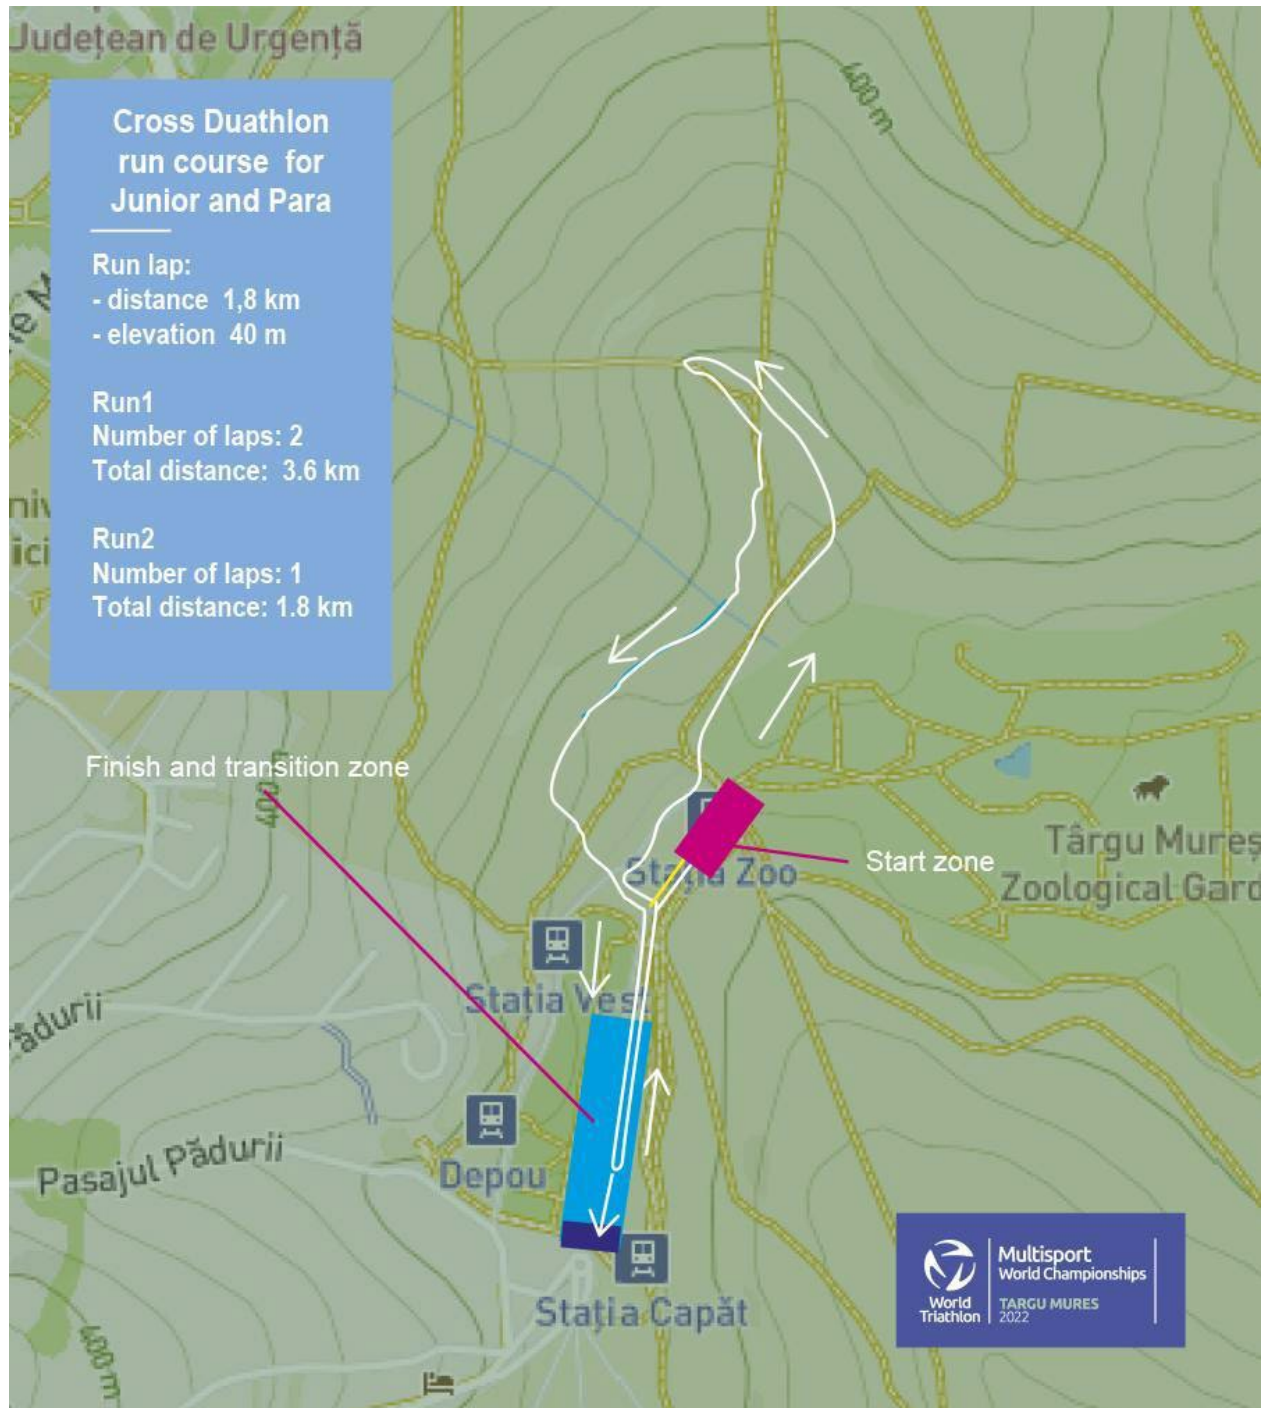 Județean de Urgență
Cross Duathlon
run course for
Junior and Para
Run lap:
- distance 1,8 km
- elevation 40 m
Run1
Number of laps: 2
Total distance: 3.6 km
Run2
Number of laps: 1
Total distance: 1.8 km
400 m
Finish and transition zone
400
Start zone
Stația Zoo
Târgu Mureș
Zoological Gard
Stația Vest
Pădurii
Pasajul Pădurii
Depou
Stația Capăt
400 m
World
Triathlon
Multisport
World Championships
TARGU MURES
2022